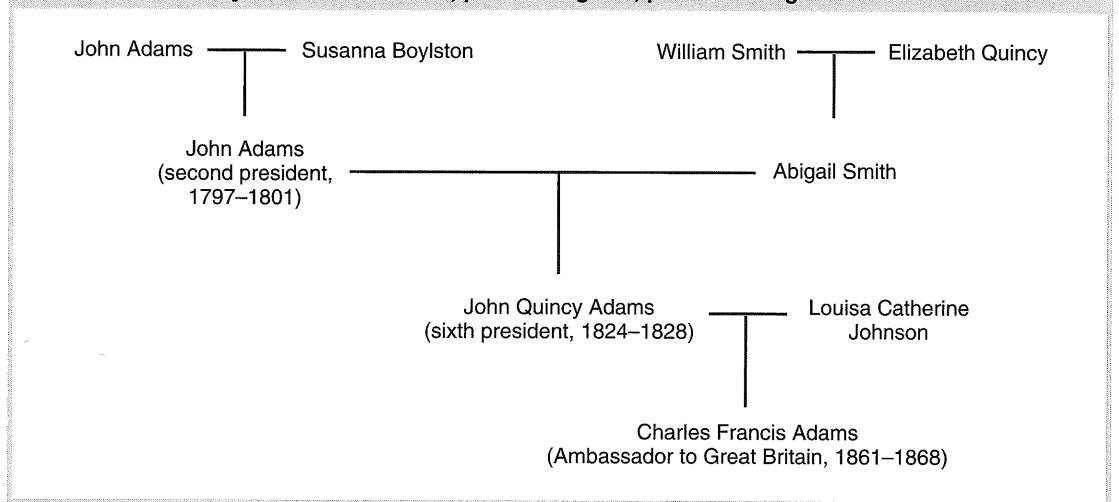 John Adams
Susanna Boylston
William Smith
Elizabeth Quincy
John Adams
(second president,
1797–1801)
Abigail Smith
John Quincy Adams
(sixth president, 1824–1828)
Louisa Catherine
Johnson
Charles Francis Adams
(Ambassador to Great Britain, 1861–1868)